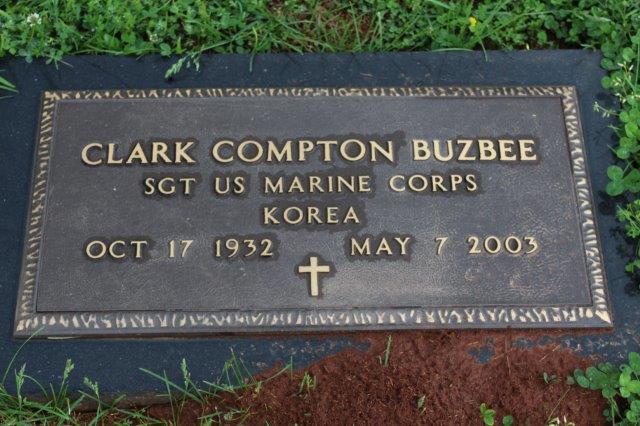 CLARK COMPTON BUZBEE
SGT US MARINE CORPS
KOREA
OCT 17 1932 MAY 7 2003